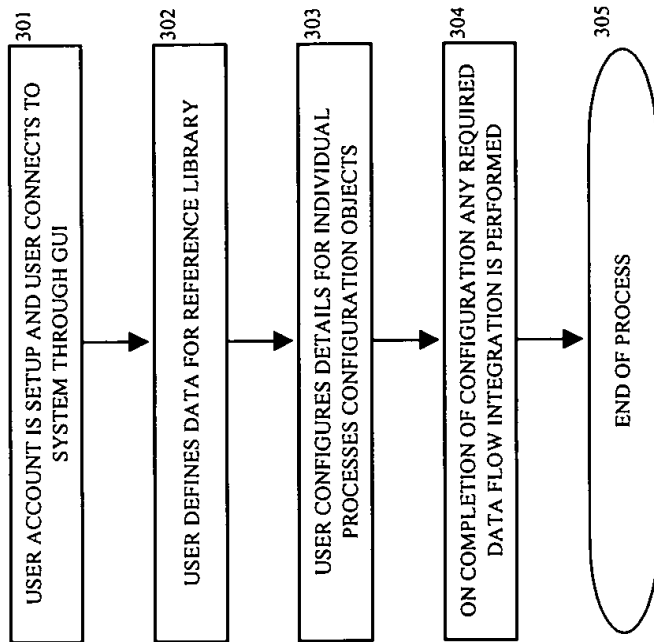 301
USER ACCOUNT IS SETUP AND USER CONNECTS TO
SYSTEM THROUGH GUI
302
USER DEFINES DATA FOR REFERENCE LIBRARY
303
USER CONFIGURES DETAILS FOR INDIVIDUAL
PROCESSES CONFIGURATION OBJECTS
304
ON COMPLETION OF CONFIGURATION ANY REQUIRED
DATA FLOW INTEGRATION IS PERFORMED
305
END OF PROCESS